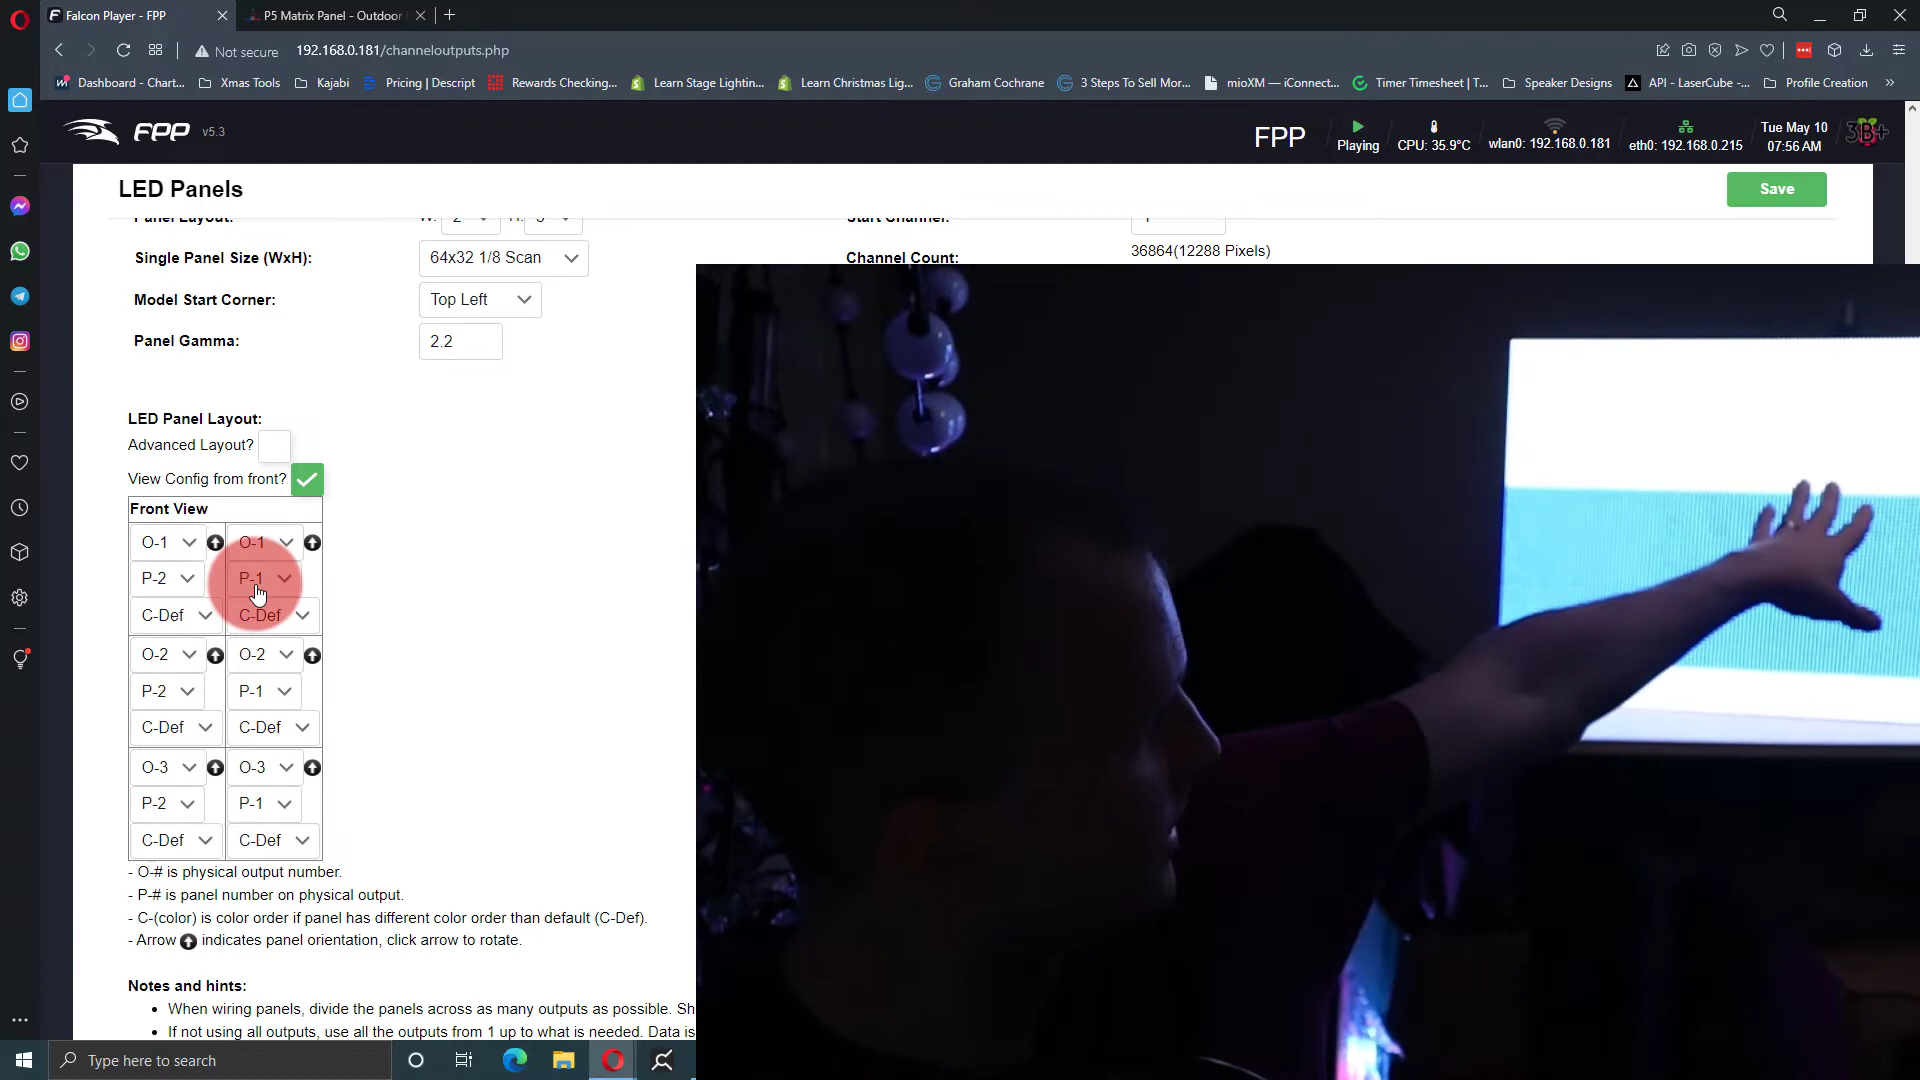 Falcon Player - FPP
P5 Matrix Panel - Outdoor
Not secure
192.168.0.181/channeloutputs.php
Dashboard - Chart...
Xmas Tools
Kajabi
Pricing | Descript
Rewards Checking...
Learn Stage Lightin...
Learn Christmas Lig...
Graham Cochrane
3 Steps To Sell Mor...
mioXM — iConnect...
Timer Timesheet | T...
Speaker Designs
API - LaserCube -...
Profile Creation
FPP
v5.3
FPP
Playing
CPU: 35.9°C
wlan0: 192.168.0.181
eth0: 192.168.0.215
Tue May 10
07:56 AM
3B+
LED Panels
Save
Panel Layout:
W: 2
H: 3
Start Channel:
1
Single Panel Size (WxH):
64x32 1/8 Scan
Channel Count:
36864(12288 Pixels)
Model Start Corner:
Top Left
Panel Gamma:
2.2
LED Panel Layout:
Advanced Layout?
View Config from front?
Front View
O-1
O-1
P-2
P-1
C-Def
C-Def
O-2
O-2
P-2
P-1
C-Def
C-Def
O-3
O-3
P-2
P-1
C-Def
C-Def
- O-# is physical output number.
- P-# is panel number on physical output.
- C-(color) is color order if panel has different color order than default (C-Def).
- Arrow indicates panel orientation, click arrow to rotate.
Notes and hints:
When wiring panels, divide the panels across as many outputs as possible. Sh
If not using all outputs, use all the outputs from 1 up to what is needed. Data is
Type here to search